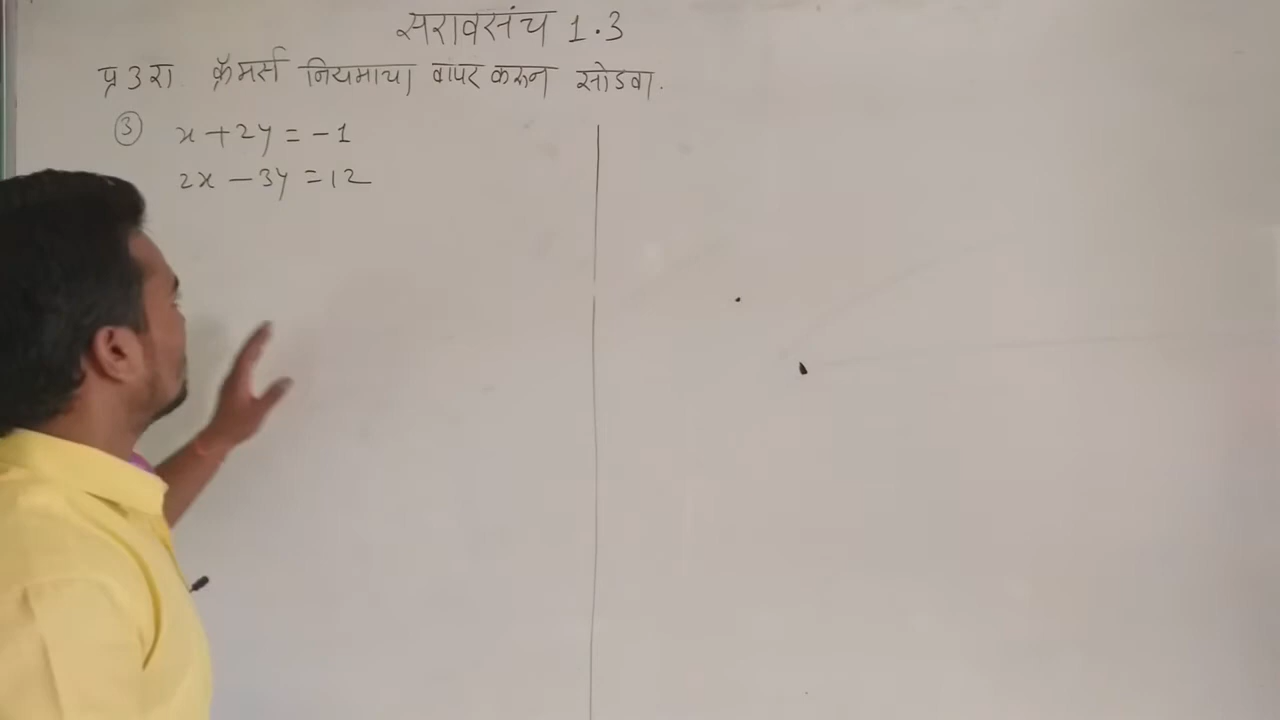 सरावसंच 1.3
प्र 3 रा. क्रॅमर्स नियमाचा वापर करून सोडवा.
③ x + 2y = -1
2x - 3y = 12